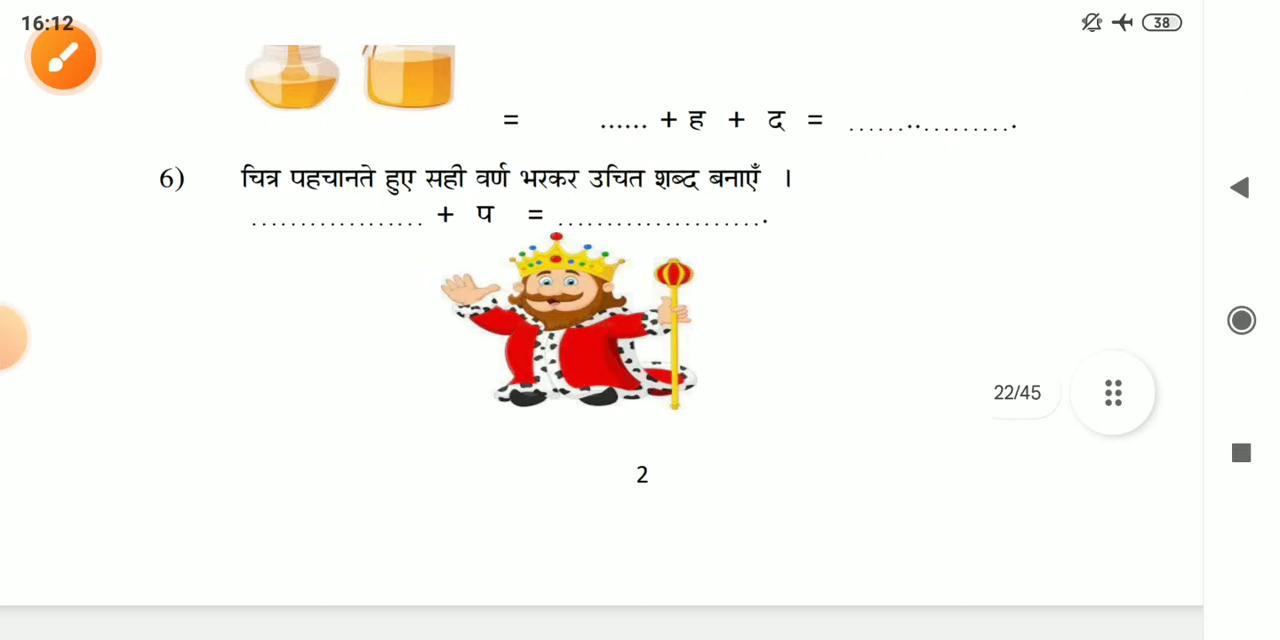 16:12
38
= ...... + ह + द = .................
6) चित्र पहचानते हुए सही वर्ण भरकर उचित शब्द बनाएँ ।
.................. + प = ......................
22/45
2